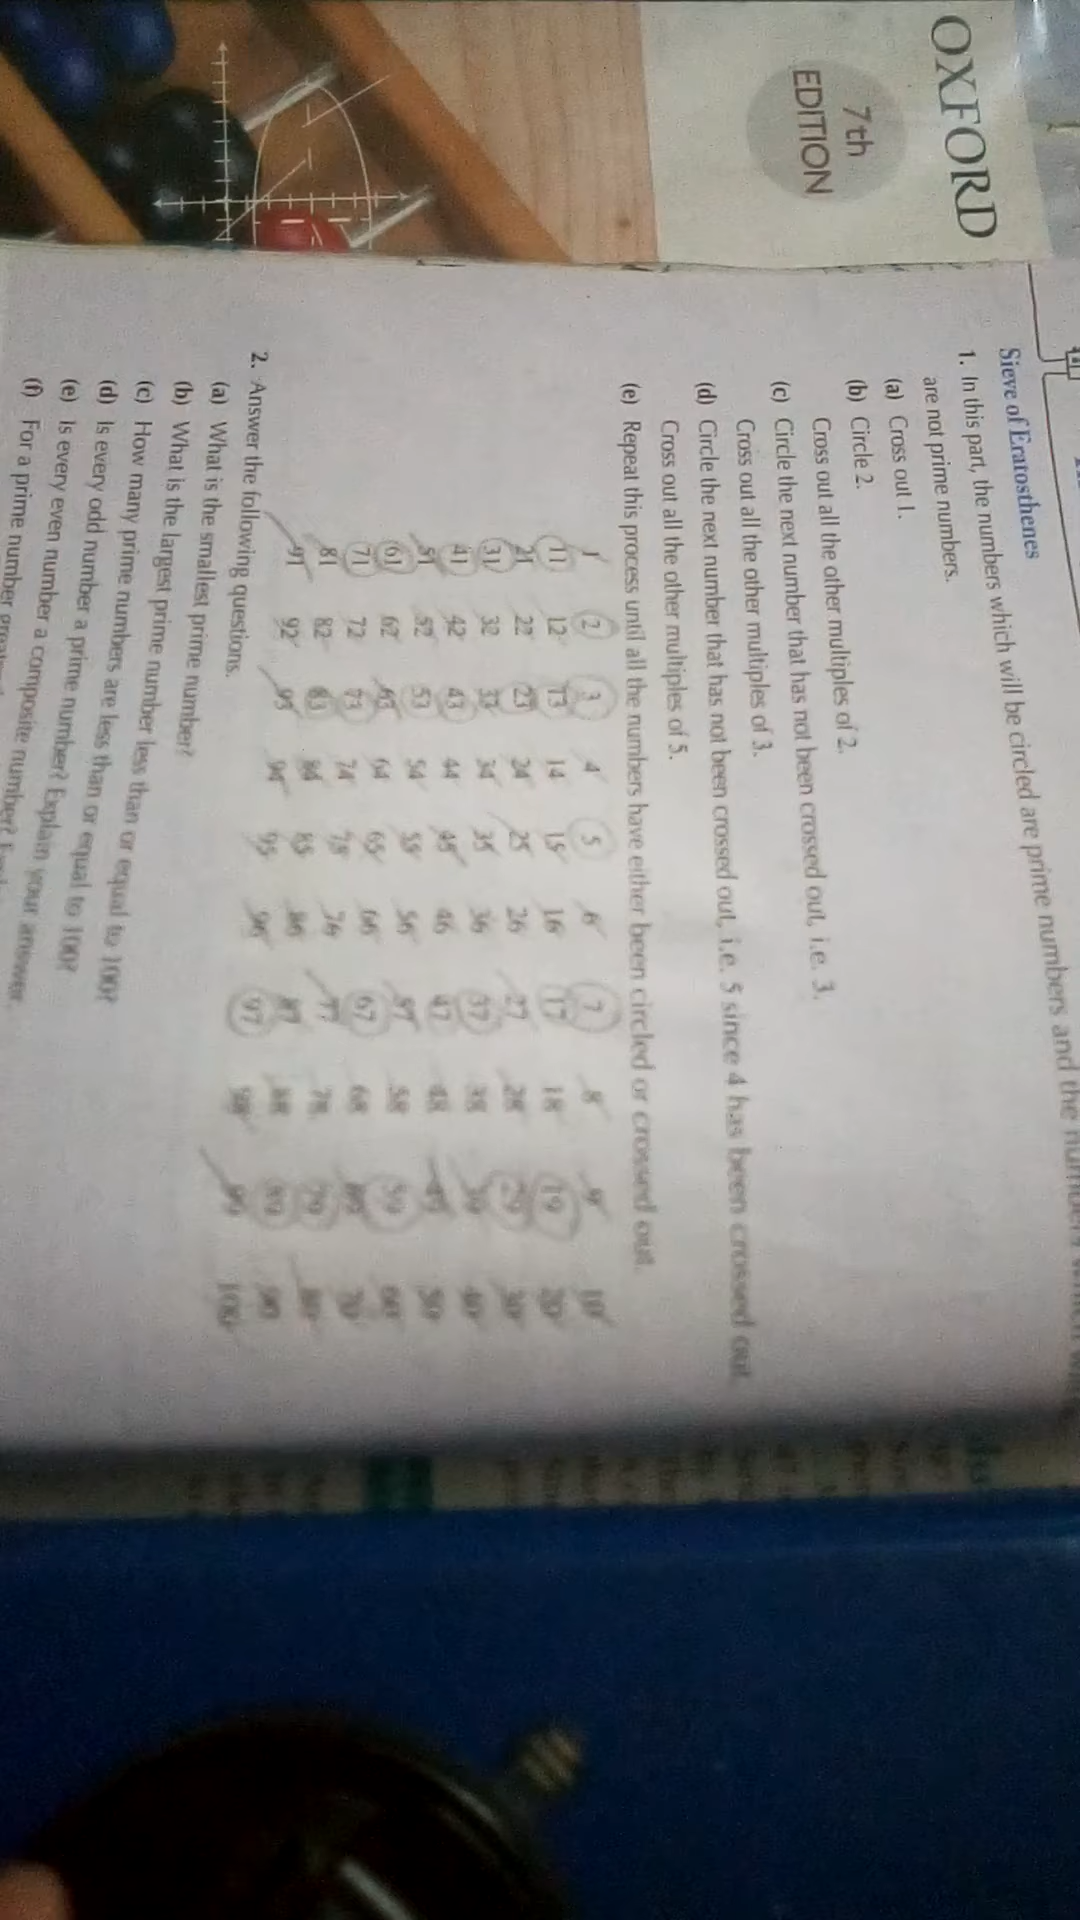 OXFORD
7th
EDITION
Sieve of Eratosthenes
1. In this part, the numbers which will be circled are prime numbers and the numbers which
are not prime numbers.
(a) Cross out 1.
(b) Circle 2.
Cross out all the other multiples of 2.
(c) Circle the next number that has not been crossed out, i.e. 3.
Cross out all the other multiples of 3.
(d) Circle the next number that has not been crossed out, i.e. 5 since 4 has been crossed out.
Cross out all the other multiples of 5.
(e) Repeat this process until all the numbers have either been circled or crossed out.
1 2 3 4 5 6 7 8 9 10
11 12 13 14 15 16 17 18 19 20
21 22 23 24 25 26 27 28 29 30
31 32 33 34 35 36 37 38 39 40
41 42 43 44 45 46 47 48 49 50
51 52 53 54 55 56 57 58 59 60
61 62 63 64 65 66 67 68 69 70
71 72 73 74 75 76 77 78 79 80
81 82 83 84 85 86 87 88 89 90
91 92 93 94 95 96 97 98 99 100
2. Answer the following questions.
(a) What is the smallest prime number?
(b) What is the largest prime number less than or equal to 100?
(c) How many prime numbers are less than or equal to 100?
(d) Is every odd number a prime number? Explain your answer.
(e) Is every even number a composite number?
(f) For a prime number